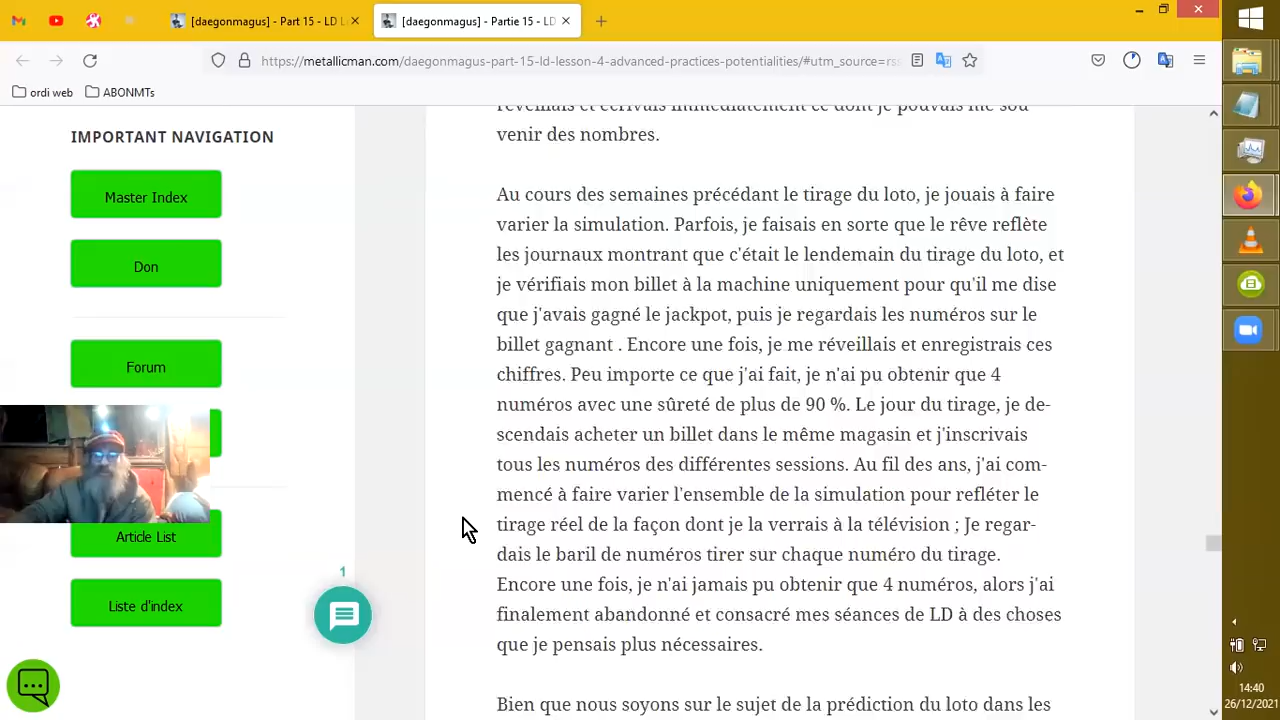 [daegonmagus] - Part 15 - LD L
[daegonmagus] - Partie 15 - LD
https://metallicman.com/daegonmagus-part-15-ld-lesson-4-advanced-practices-potentialities/#utm_source=rs
ordi web
ABONMTs
IMPORTANT NAVIGATION
Master Index
Don
Forum
Article List
Liste d'index
1
réveillais et écrivais immédiatement ce dont je pouvais me sou
venir des nombres.
Au cours des semaines précédant le tirage du loto, je jouais à faire
varier la simulation. Parfois, je faisais en sorte que le rêve reflète
les journaux montrant que c'était le lendemain du tirage du loto, et
je vérifiais mon billet à la machine uniquement pour qu'il me dise
que j'avais gagné le jackpot, puis je regardais les numéros sur le
billet gagnant . Encore une fois, je me réveillais et enregistrais ces
chiffres. Peu importe ce que j'ai fait, je n'ai pu obtenir que 4
numéros avec une sûreté de plus de 90 %. Le jour du tirage, je de-
scendais acheter un billet dans le même magasin et j'inscrivais
tous les numéros des différentes sessions. Au fil des ans, j'ai com-
mencé à faire varier l'ensemble de la simulation pour refléter le
tirage réel de la façon dont je la verrais à la télévision ; Je regar-
dais le baril de numéros tirer sur chaque numéro du tirage.
Encore une fois, je n'ai jamais pu obtenir que 4 numéros, alors j'ai
finalement abandonné et consacré mes séances de LD à des choses
que je pensais plus nécessaires.
Bien que nous soyons sur le sujet de la prédiction du loto dans les
14:40
26/12/2021